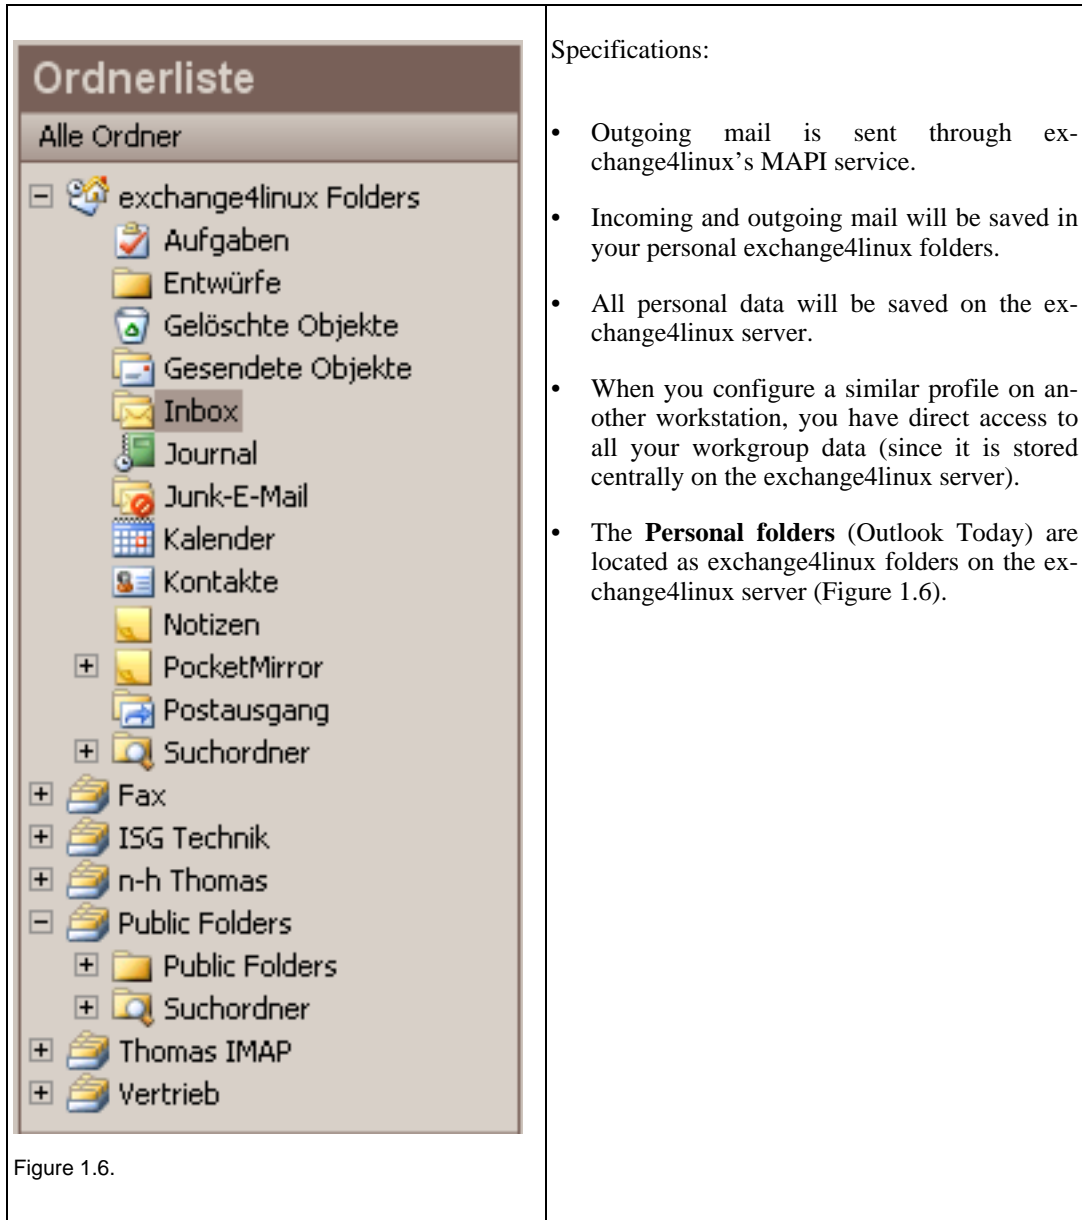 Ordnerliste
Alle Ordner
exchange4linux Folders
Aufgaben
Entwürfe
Gelöschte Objekte
Gesendete Objekte
Inbox
Journal
Junk-E-Mail
Kalender
Kontakte
Notizen
PocketMirror
Postausgang
Suchordner
Fax
ISG Technik
n-h Thomas
Public Folders
Public Folders
Suchordner
Thomas IMAP
Vertrieb
Figure 1.6.
Specifications:
• Outgoing mail is sent through ex-
change4linux's MAPI service.
• Incoming and outgoing mail will be saved in
your personal exchange4linux folders.
• All personal data will be saved on the ex-
change4linux server.
• When you configure a similar profile on an-
other workstation, you have direct access to
all your workgroup data (since it is stored
centrally on the exchange4linux server).
• The Personal folders (Outlook Today) are
located as exchange4linux folders on the ex-
change4linux server (Figure 1.6).